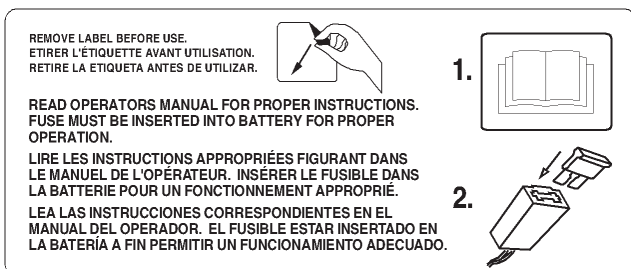 REMOVE LABEL BEFORE USE.
ETIRER L'ÉTIQUETTE AVANT UTILISATION.
RETIRE LA ETIQUETA ANTES DE UTILIZAR.
READ OPERATORS MANUAL FOR PROPER INSTRUCTIONS.
FUSE MUST BE INSERTED INTO BATTERY FOR PROPER
OPERATION.
LIRE LES INSTRUCTIONS APPROPRIÉES FIGURANT DANS
LE MANUEL DE L'OPÉRATEUR. INSÉRER LE FUSIBLE DANS
LA BATTERIE POUR UN FONCTIONNEMENT APPROPRIÉ.
LEA LAS INSTRUCCIONES CORRESPONDIENTES EN EL
MANUAL DEL OPERADOR. EL FUSIBLE ESTAR INSERTADO EN
LA BATERÍA A FIN PERMITIR UN FUNCIONAMIENTO ADECUADO.
1.
2.